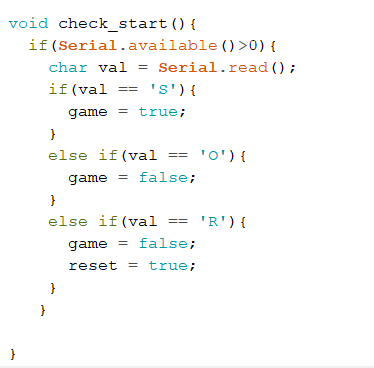 void check_start(){
  if(Serial.available()>0){
    char val = Serial.read();
    if(val == 'S'){
      game = true;
    }
    else if(val == 'O'){
      game = false;
    }
    else if(val == 'R'){
      game = false;
      reset = true;
    }
   }
}